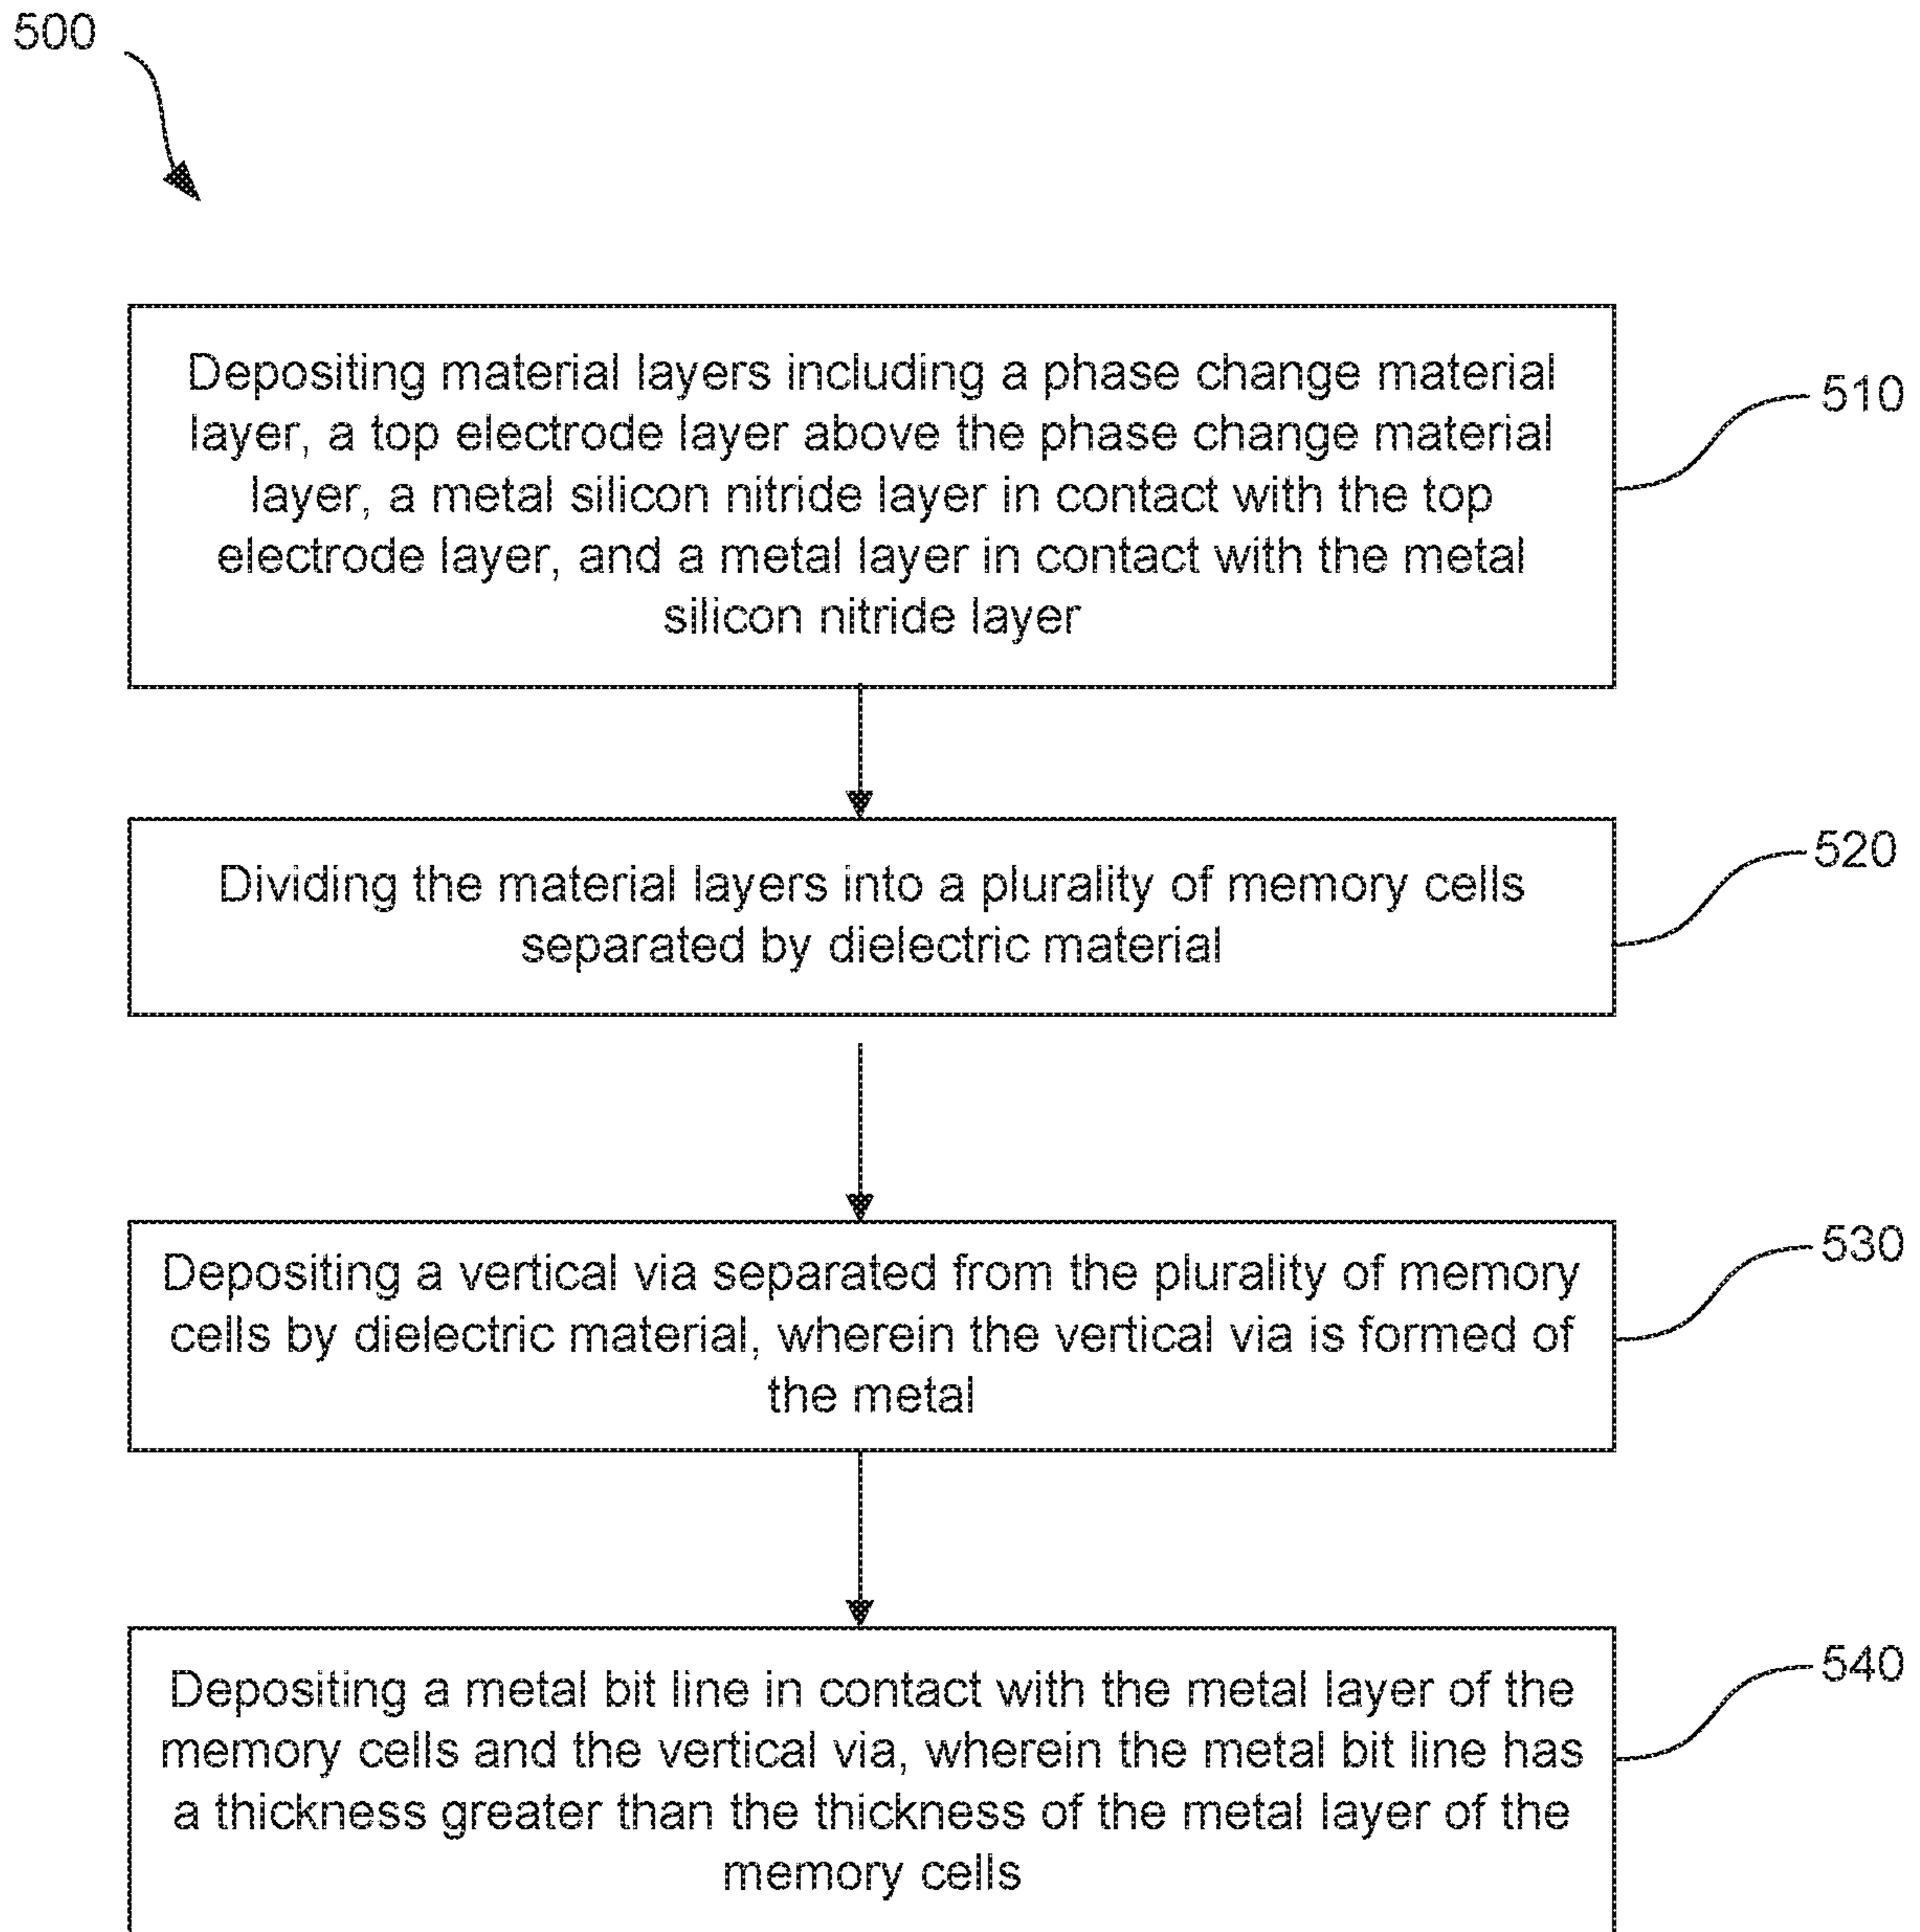 500
Depositing material layers including a phase change material
layer, a top electrode layer above the phase change material
layer, a metal silicon nitride layer in contact with the top
electrode layer, and a metal layer in contact with the metal
silicon nitride layer
510
Dividing the material layers into a plurality of memory cells
separated by dielectric material
520
Depositing a vertical via separated from the plurality of memory
cells by dielectric material, wherein the vertical via is formed of
the metal
530
Depositing a metal bit line in contact with the metal layer of the
memory cells and the vertical via, wherein the metal bit line has
a thickness greater than the thickness of the metal layer of the
memory cells
540